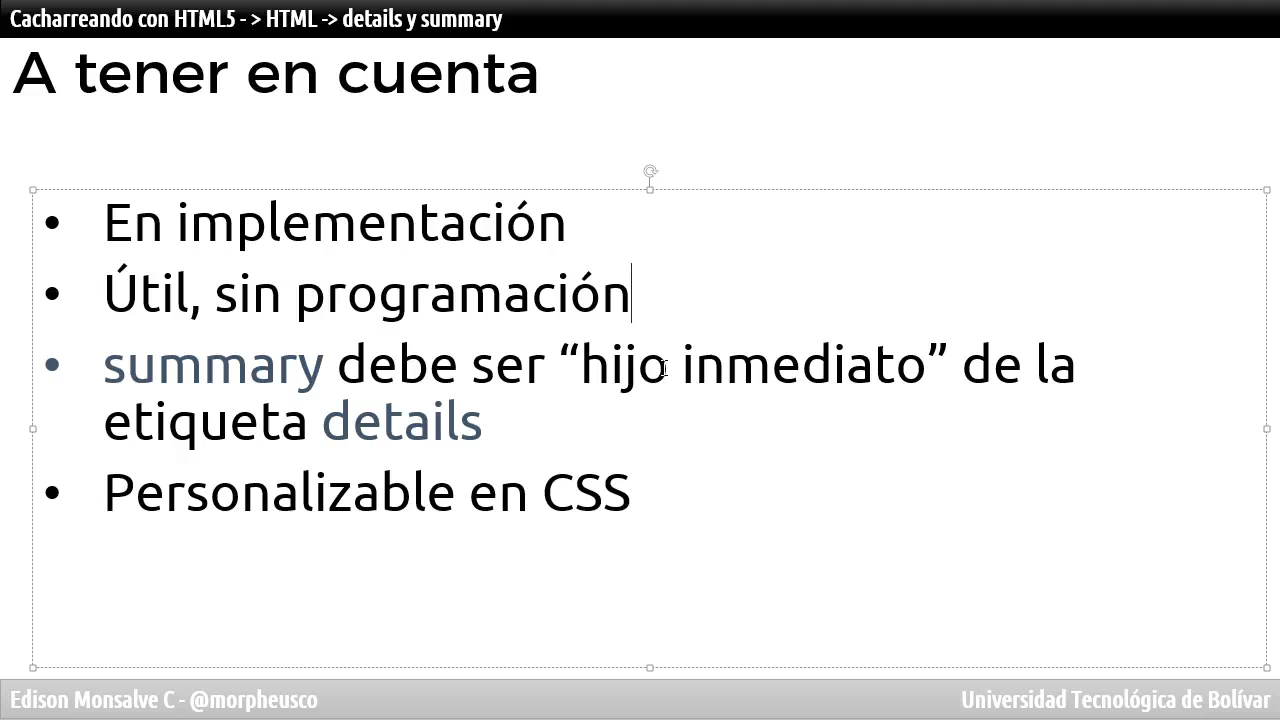 Cacharreando con HTML5 - > HTML -> details y summary
A tener en cuenta
• En implementación
• Útil, sin programación
• summary debe ser “hijo inmediato” de la
etiqueta details
• Personalizable en CSS
Edison Monsalve C - @morpheusco
Universidad Tecnológica de Bolívar